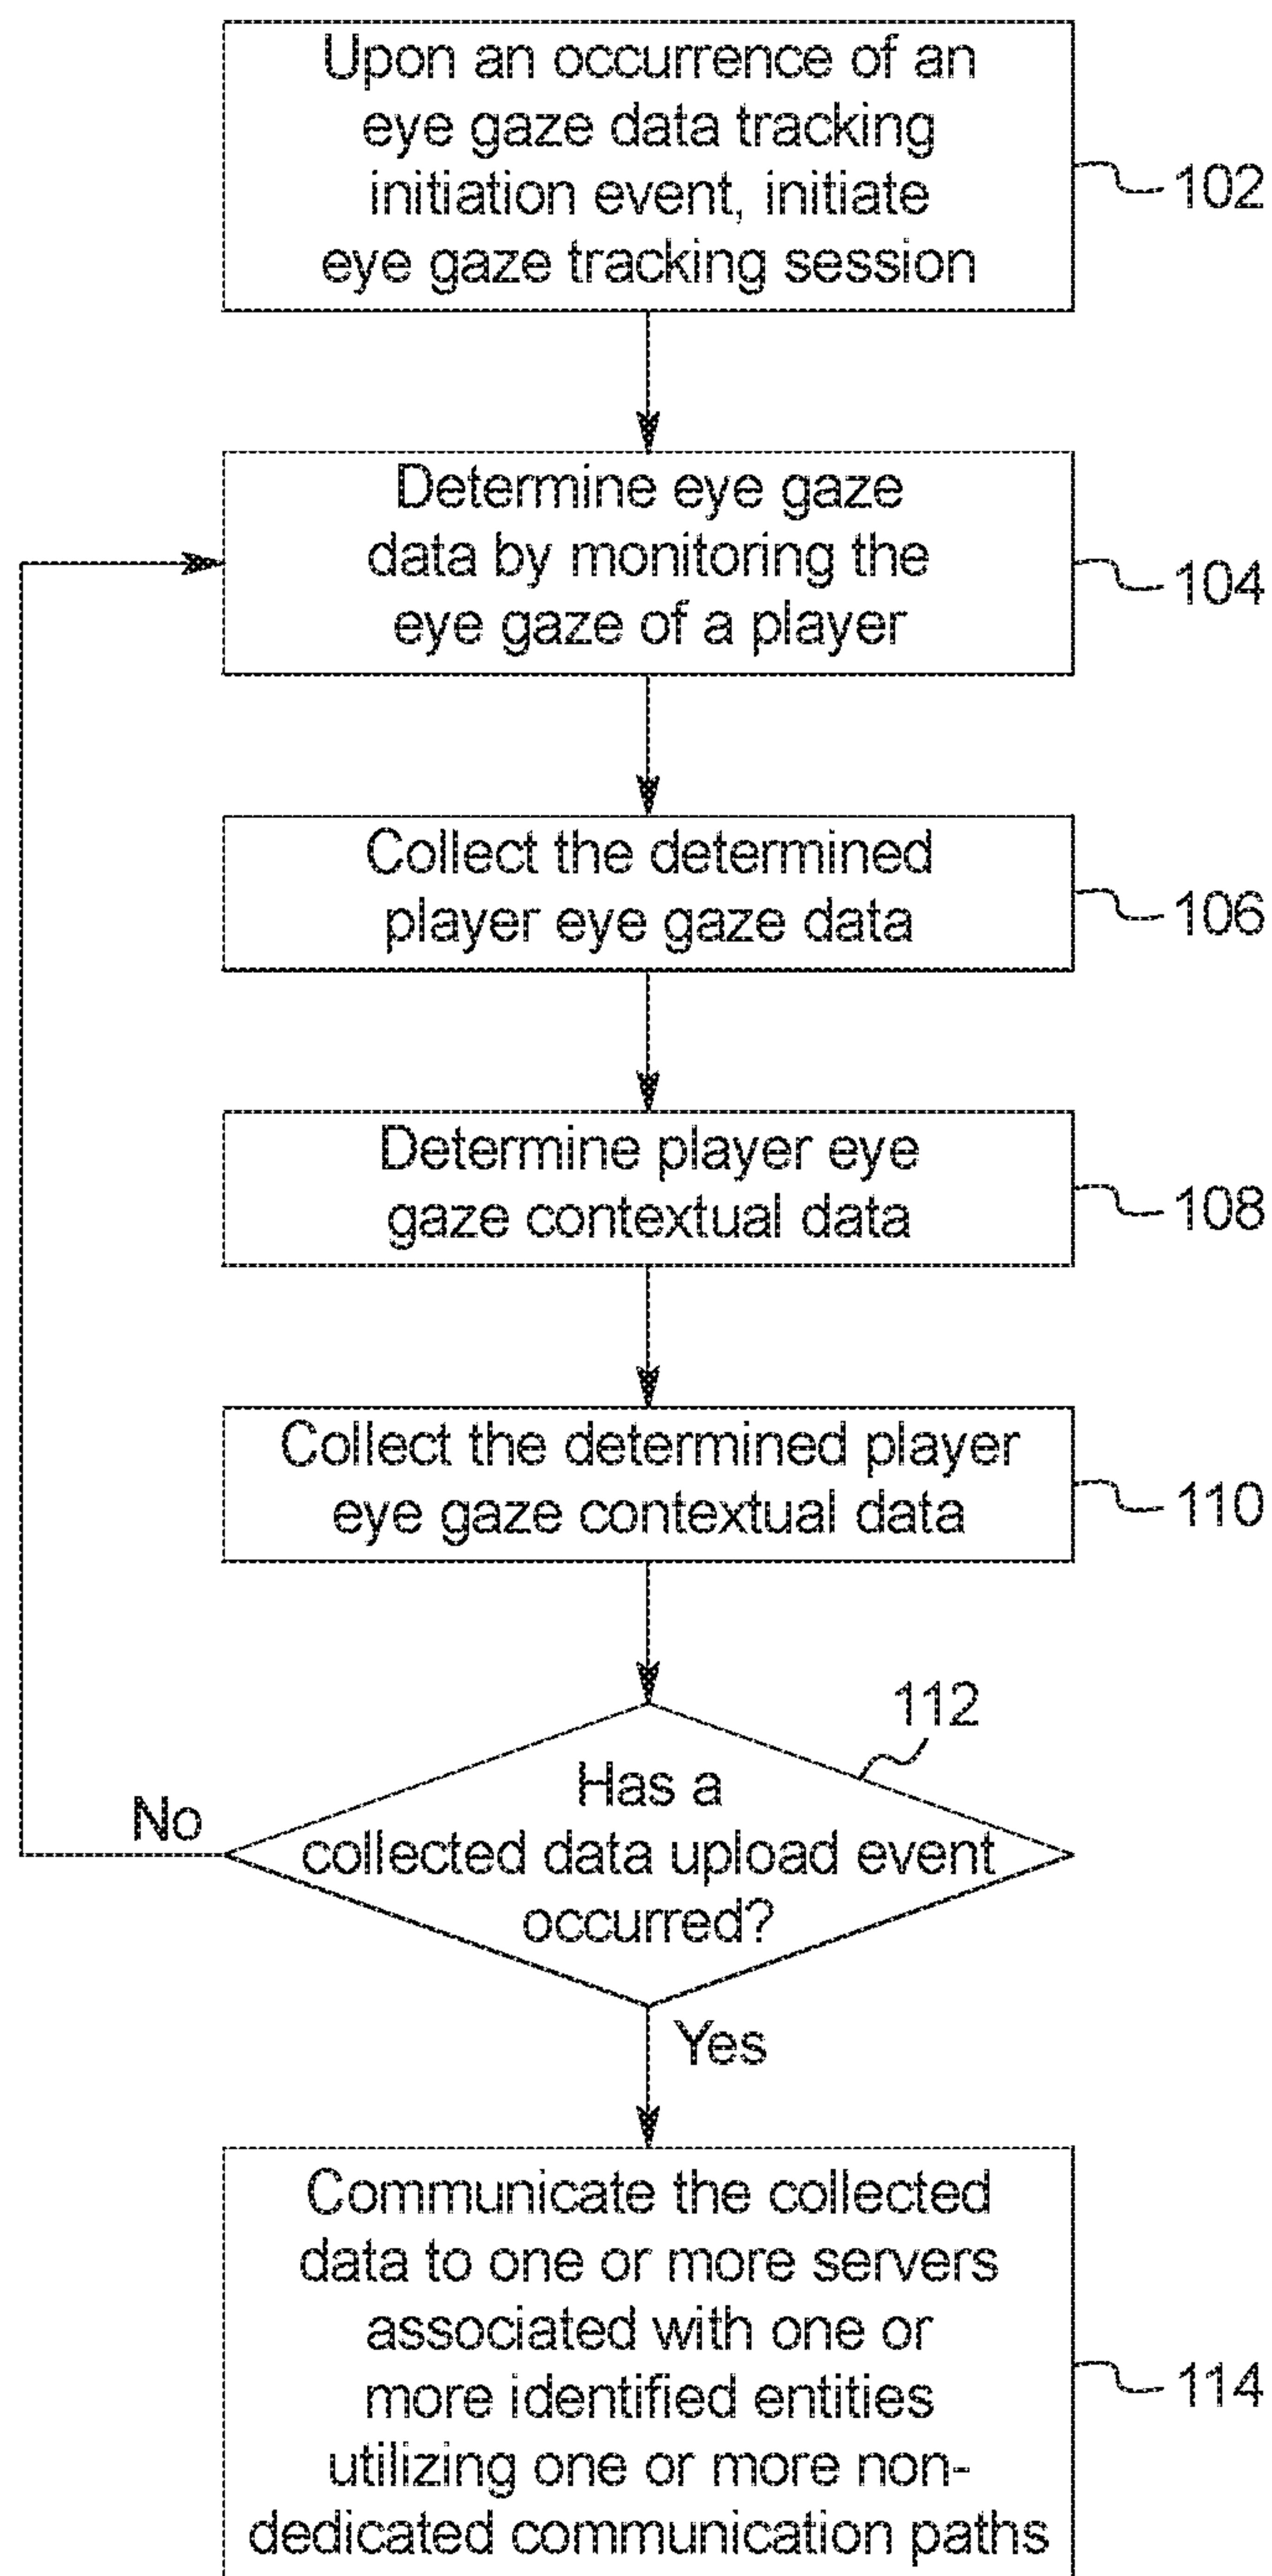 Upon an occurrence of an
eye gaze data tracking
initiation event, initiate
eye gaze tracking session
102
Determine eye gaze
data by monitoring the
eye gaze of a player
104
Collect the determined
player eye gaze data
106
Determine player eye
gaze contextual data
108
Collect the determined player
eye gaze contextual data
110
112
Has a
collected data upload event
occurred?
No
Yes
Communicate the collected
data to one or more servers
associated with one or
more identified entities
utilizing one or more non-
dedicated communication paths
114